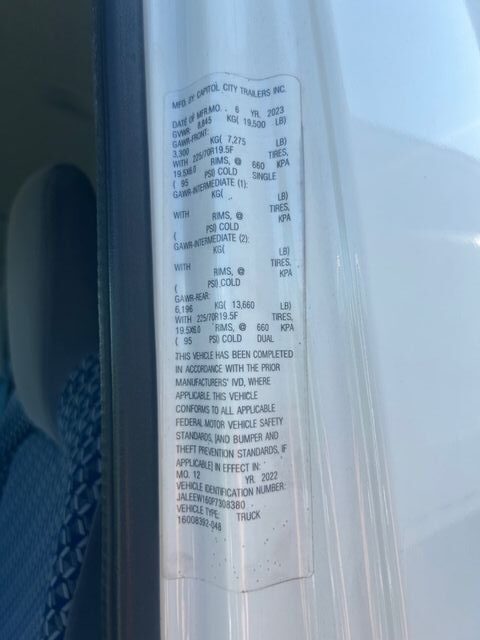 MFG. BY CAPITOL CITY TRAILERS INC.
DATE OF MFR.MO. 6 YR. 2023
GVWR: 8,845 KG( 19,500 LB)
GAWR-FRONT:
3,300 KG( 7,275 LB)
WITH 225/70R19.5F TIRES,
19.5X6.0 RIMS, @ 660 KPA
( 95 PSI) COLD SINGLE
GAWR-INTERMEDIATE (1):
KG( LB)
WITH TIRES,
RIMS, @ KPA
( PSI) COLD
GAWR-INTERMEDIATE (2):
KG( LB)
WITH TIRES,
RIMS, @ KPA
( PSI) COLD
GAWR-REAR:
6,196 KG( 13,660 LB)
WITH 225/70R19.5F TIRES,
19.5X6.0 RIMS, @ 660 KPA
( 95 PSI) COLD DUAL
THIS VEHICLE HAS BEEN COMPLETED
IN ACCORDANCE WITH THE PRIOR
MANUFACTURERS' IVD, WHERE
APPLICABLE THIS VEHICLE
CONFORMS TO ALL APPLICABLE
FEDERAL MOTOR VEHICLE SAFETY
STANDARDS, [AND BUMPER AND
THEFT PREVENTION STANDARDS, IF
APPLICABLE] IN EFFECT IN:
MO. 12 YR. 2022
VEHICLE IDENTIFICATION NUMBER:
JALEEW160P7308380
VEHICLE TYPE: TRUCK
16008392-048